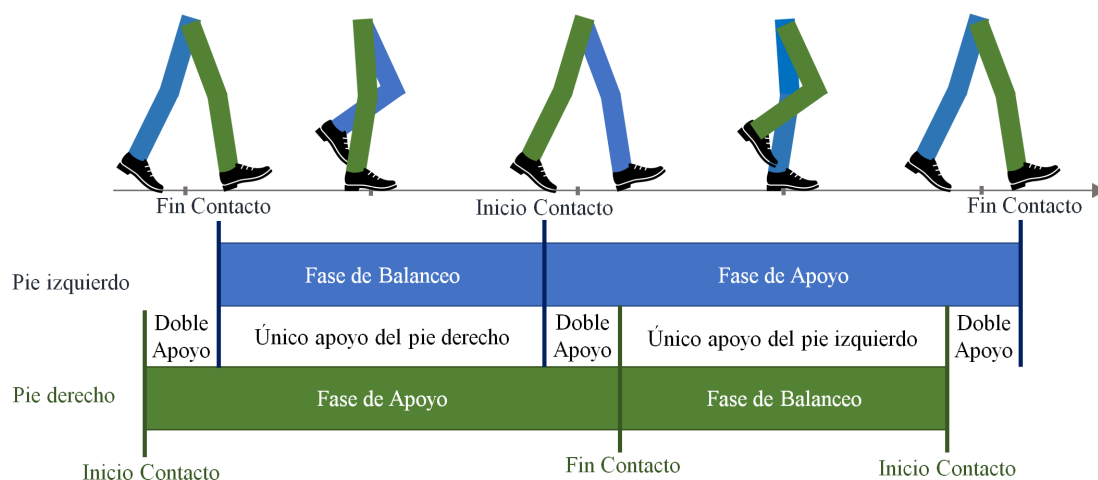 Fin Contacto
Inicio Contacto
Fin Contacto
Pie izquierdo
Fase de Balanceo
Fase de Apoyo
Doble
Apoyo
Único apoyo del pie derecho
Doble
Apoyo
Único apoyo del pie izquierdo
Doble
Apoyo
Pie derecho
Fase de Apoyo
Fase de Balanceo
Inicio Contacto
Fin Contacto
Inicio Contacto